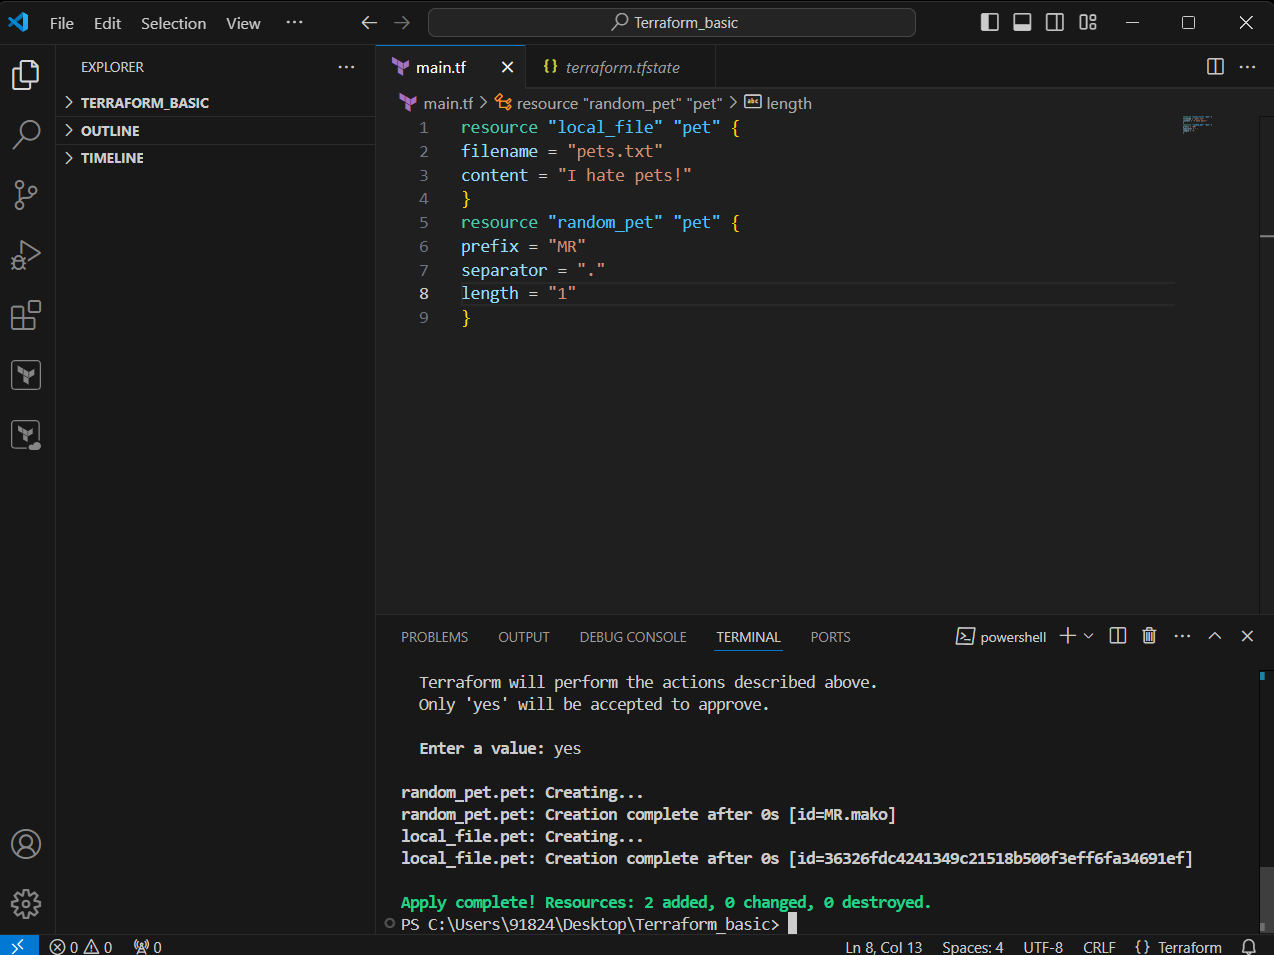 File Edit Selection View ··· Terraform_basic
EXPLORER ···
TERRAFORM_BASIC
OUTLINE
TIMELINE
main.tf
{} terraform.tfstate
main.tf > resource "random_pet" "pet" > abc length
1 resource "local_file" "pet" {
2 filename = "pets.txt"
3 content = "I hate pets!"
4 }
5 resource "random_pet" "pet" {
6 prefix = "MR"
7 separator = "."
8 length = "1"
9 }
PROBLEMS OUTPUT DEBUG CONSOLE TERMINAL PORTS powershell
Terraform will perform the actions described above.
Only 'yes' will be accepted to approve.
Enter a value: yes
random_pet.pet: Creating...
random_pet.pet: Creation complete after 0s [id=MR.mako]
local_file.pet: Creating...
local_file.pet: Creation complete after 0s [id=36326fdc4241349c21518b500f3eff6fa34691ef]
Apply complete! Resources: 2 added, 0 changed, 0 destroyed.
PS C:\Users\91824\Desktop\Terraform_basic>
0 0 0 Ln 8, Col 13 Spaces: 4 UTF-8 CRLF {} Terraform